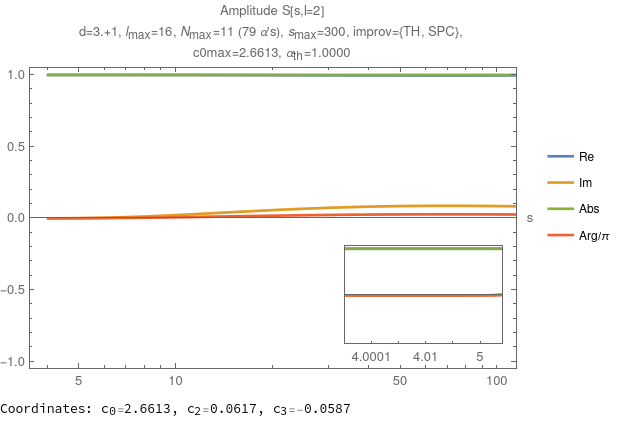 Amplitude S[s,l=2]
d=3.+1, lmax=16, Nmax=11 (79 α's), smax=300, improv={TH, SPC},
c0max=2.6613, αth=1.0000
1.0
0.5
0.0
−0.5
−1.0
s
Re
Im
Abs
Arg/π
4.0001 4.01 5
5 10 50 100
Coordinates: c0=2.6613, c2=0.0617, c3=-0.0587